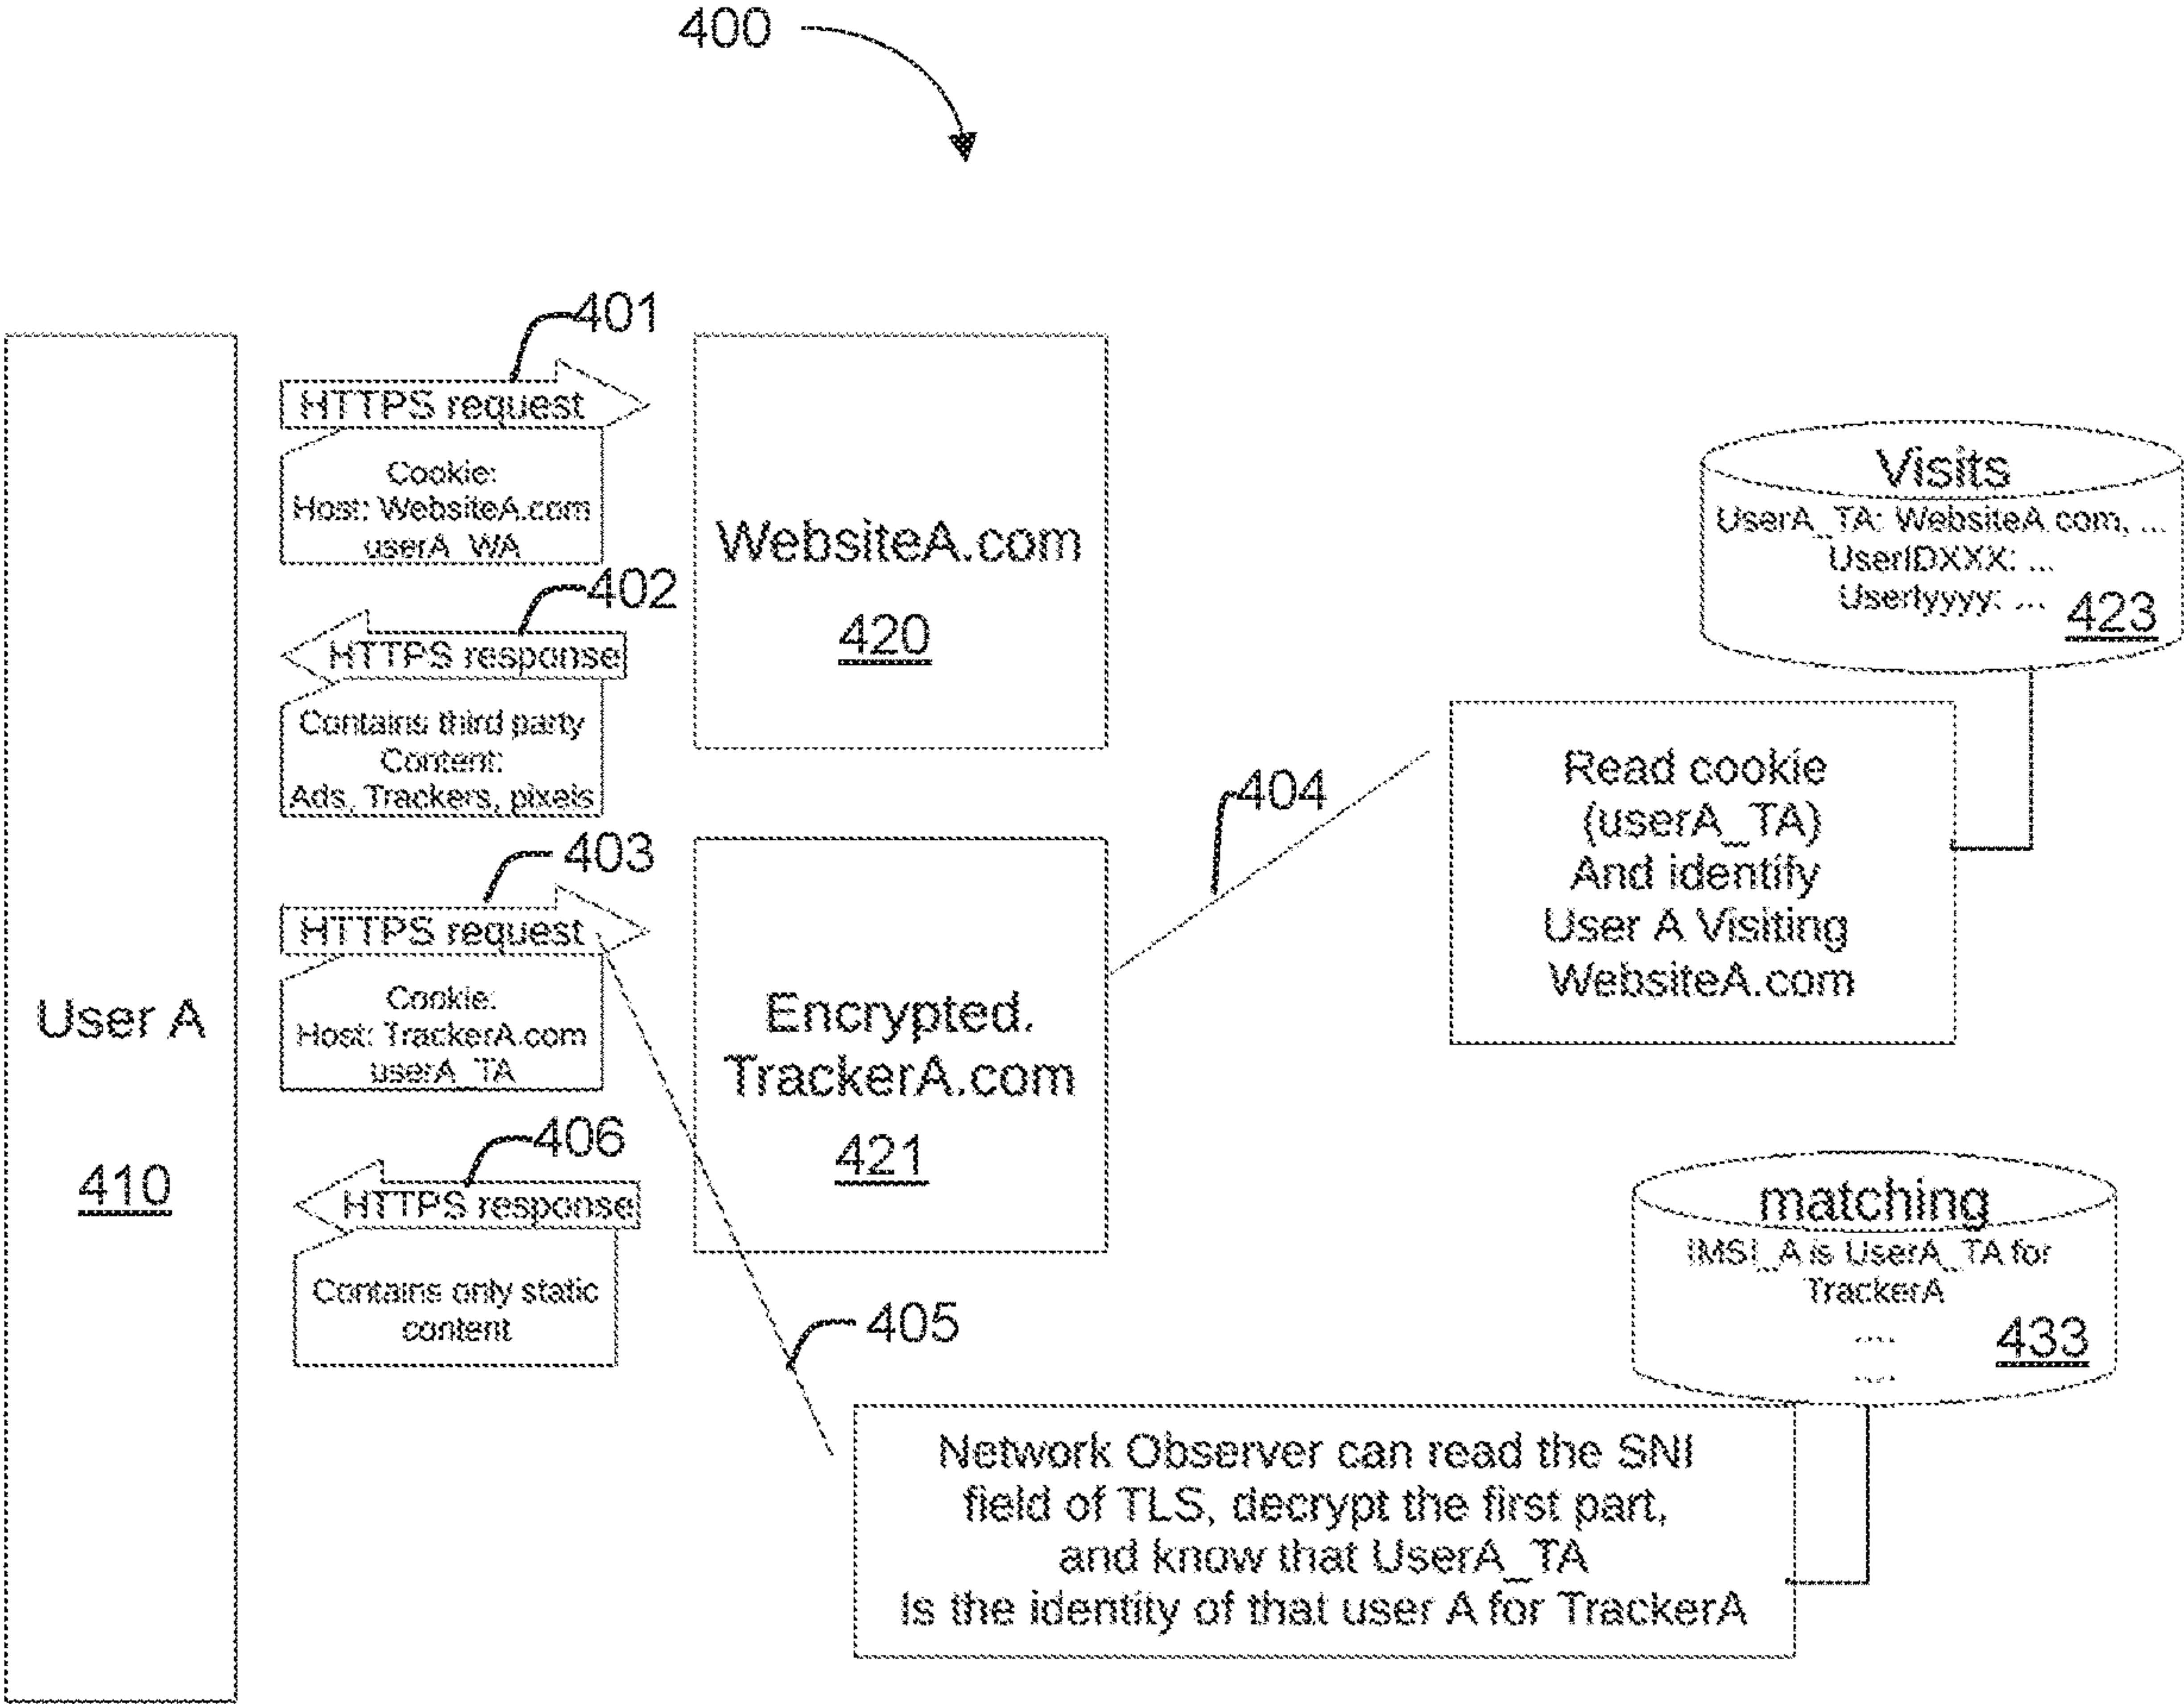 400
401
HTTPS request
Cookie:
Host: WebsiteA.com
userA_WA
402
HTTPS response
Contains third party
Content:
Ads, Trackers, pixels
403
HTTPS request
Cookie:
Host: TrackerA.com
userA_TA
406
HTTPS response
Contains only static
content
User A
410
WebsiteA.com
420
Encrypted.
TrackerA.com
421
404
405
Visits
UserA_TA: WebsiteA.com, ...
UserIDXXX: ...
UserIyyyy: ...
423
Read cookie
(userA_TA)
And identify
User A Visiting
WebsiteA.com
matching
IMSI_A is UserA_TA for
TrackerA
...
...
433
Network Observer can read the SNI
field of TLS, decrypt the first part,
and know that UserA_TA
Is the identity of that user A for TrackerA